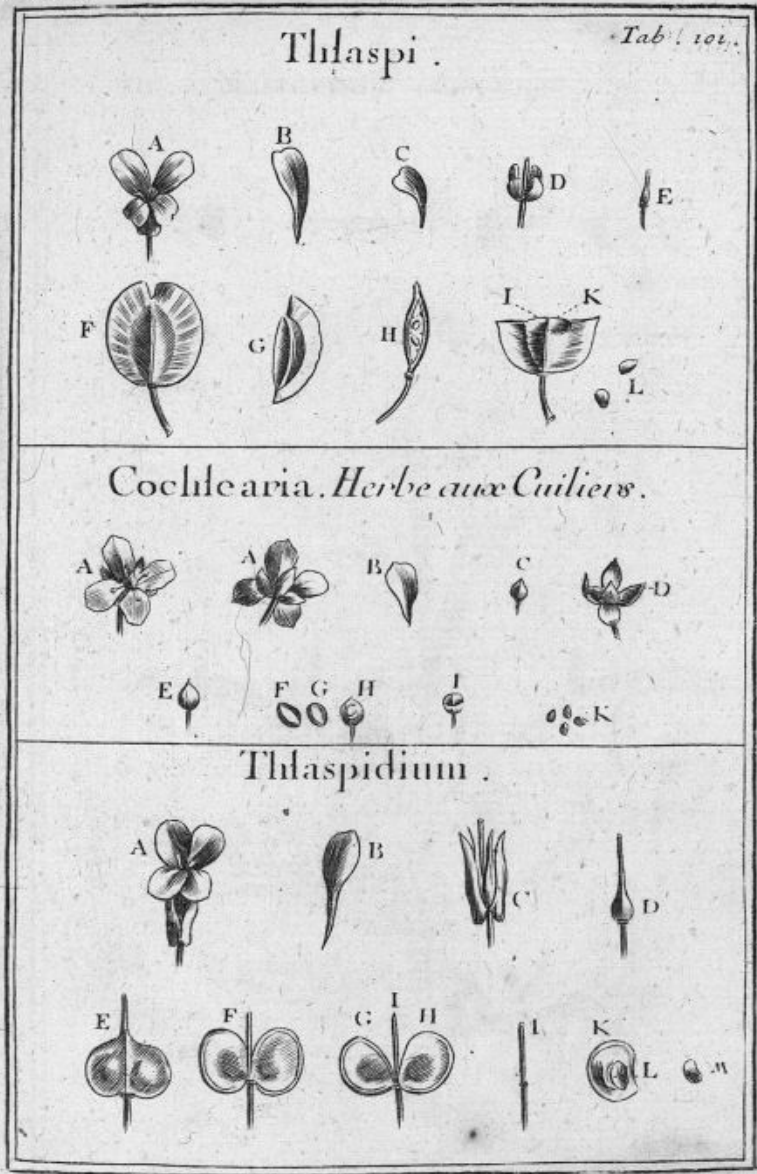 Tab. 101.
Thlaspi.
A B C D E
F G H I K L
Cochlearia. Herbe aux Cuiliers.
A A B C D
E F G H I K
Thlaspidium.
A B C D
E F G I H I K L M